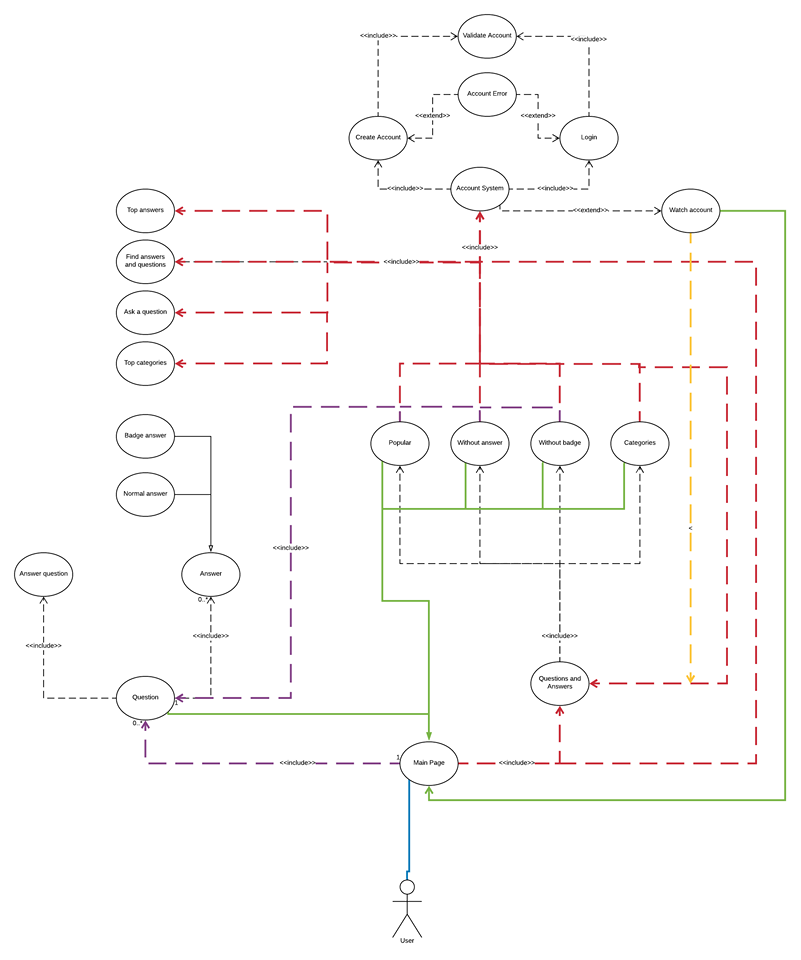 <<include>>
Validate Account
<<include>>
Account Error
<<extend>>
<<extend>>
Create Account
Login
<<include>>
Account System
<<include>>
Top answers
<<extend>>
Watch account
<<include>>
Find answers
and questions
<<include>>
Ask a question
Top categories
Badge answer
Popular
Without answer
Without badge
Categories
Normal answer
<
<<include>>
Answer question
Answer
0..*
<<include>>
<<include>>
<<include>>
Questions and
Answers
Question
1
0..*
1
<<include>>
Main Page
<<include>>
User